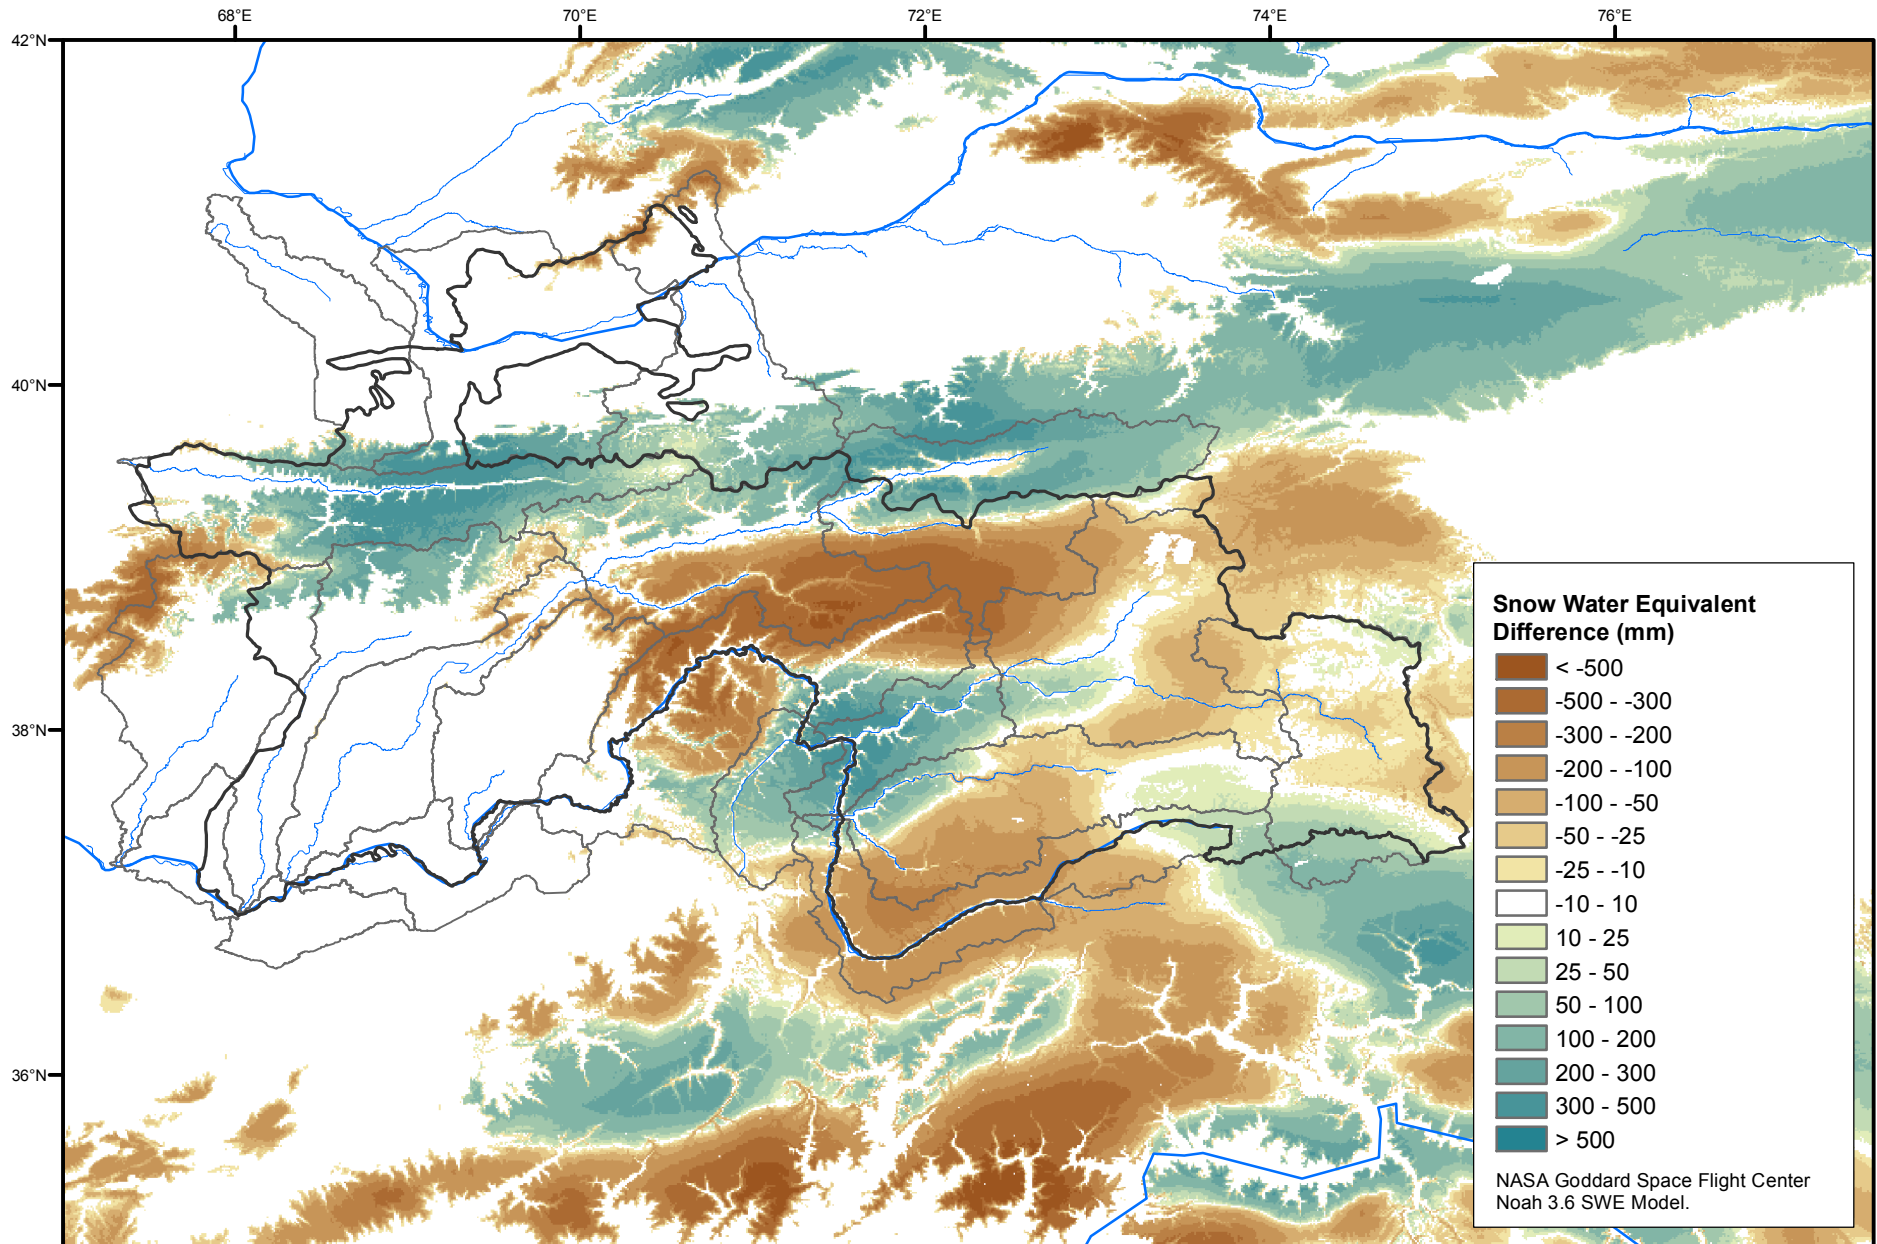 68°E 70°E 72°E 74°E 76°E
42°N
40°N
38°N
36°N
Snow Water Equivalent
Difference (mm)
< -500
-500 - -300
-300 - -200
-200 - -100
-100 - -50
-50 - -25
-25 - -10
-10 - 10
10 - 25
25 - 50
50 - 100
100 - 200
200 - 300
300 - 500
> 500
NASA Goddard Space Flight Center
Noah 3.6 SWE Model.